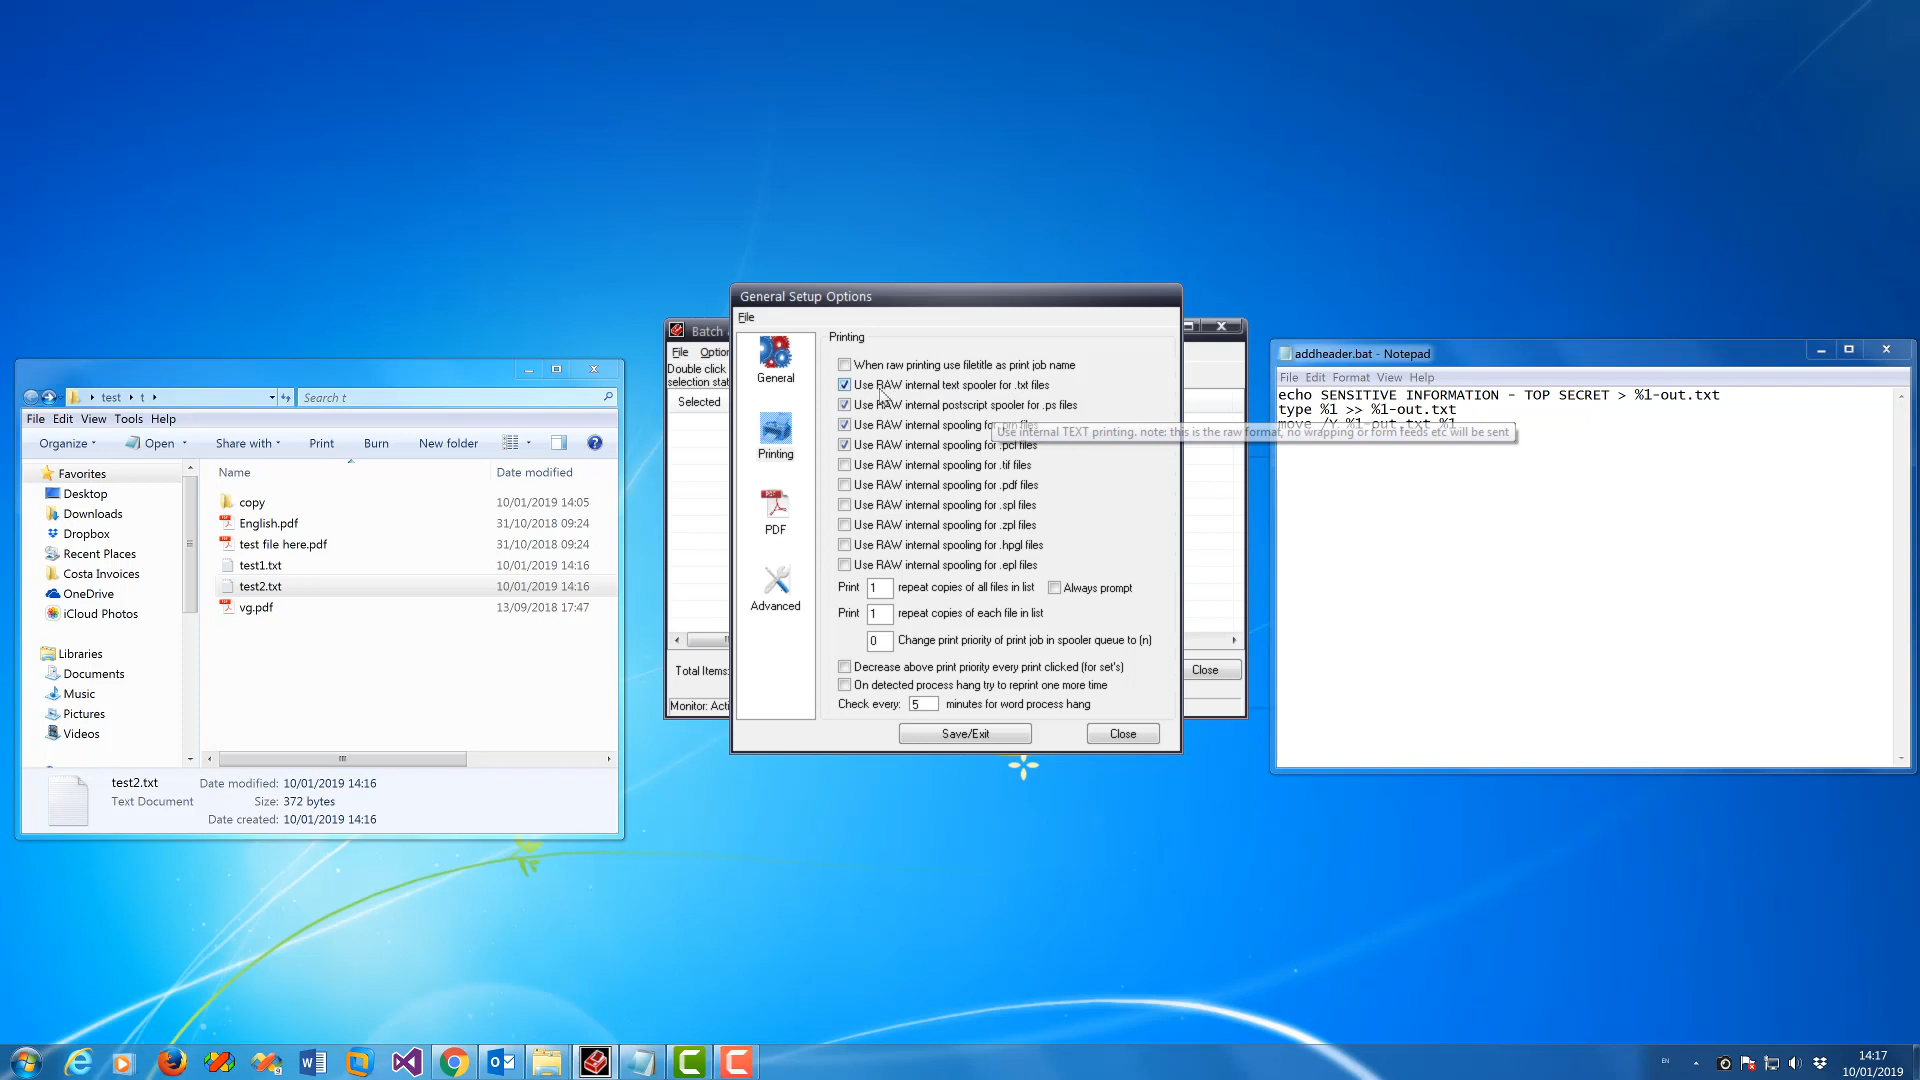 test
t
Search t
File Edit View Tools Help
Organize
Open
Share with
Print
Burn
New folder
Name
Date modified
Favorites
Desktop
Downloads
Dropbox
Recent Places
Costa Invoices
OneDrive
iCloud Photos
Libraries
Documents
Music
Pictures
Videos
copy 10/01/2019 14:05
English.pdf 31/10/2018 09:24
test file here.pdf 31/10/2018 09:24
test1.txt 10/01/2019 14:16
test2.txt 10/01/2019 14:16
vg.pdf 13/09/2018 17:47
test2.txt Date modified: 10/01/2019 14:16
Text Document Size: 372 bytes
Date created: 10/01/2019 14:16
Batch
File
Double click
Selected
Total Items:
Close
General Setup Options
File
General
Printing
PDF
Advanced
Printing
When raw printing use filetitle as print job name
Use RAW internal text spooler for .txt files
Use RAW internal postscript spooler for .ps files
Use RAW internal spooling for .prn files
Use RAW internal spooling for .pcl files
Use RAW internal spooling for .tif files
Use RAW internal spooling for .pdf files
Use RAW internal spooling for .spl files
Use RAW internal spooling for .zpl files
Use RAW internal spooling for .hpgl files
Use RAW internal spooling for .epl files
Print 1 repeat copies of all files in list Always prompt
Print 1 repeat copies of each file in list
0 Change print priority of print job in spooler queue to (n)
Decrease above print priority every print clicked (for set's)
On detected process hang try to reprint one more time
Check every: 5 minutes for word process hang
Save/Exit
Close
Use internal TEXT printing. note: this is the raw format, no wrapping or form feeds etc will be sent
addheader.bat - Notepad
File Edit Format View Help
echo SENSITIVE INFORMATION - TOP SECRET > %1-out.txt
type %1 >> %1-out.txt
move /Y %1-out.txt %1
EN
14:17
10/01/2019